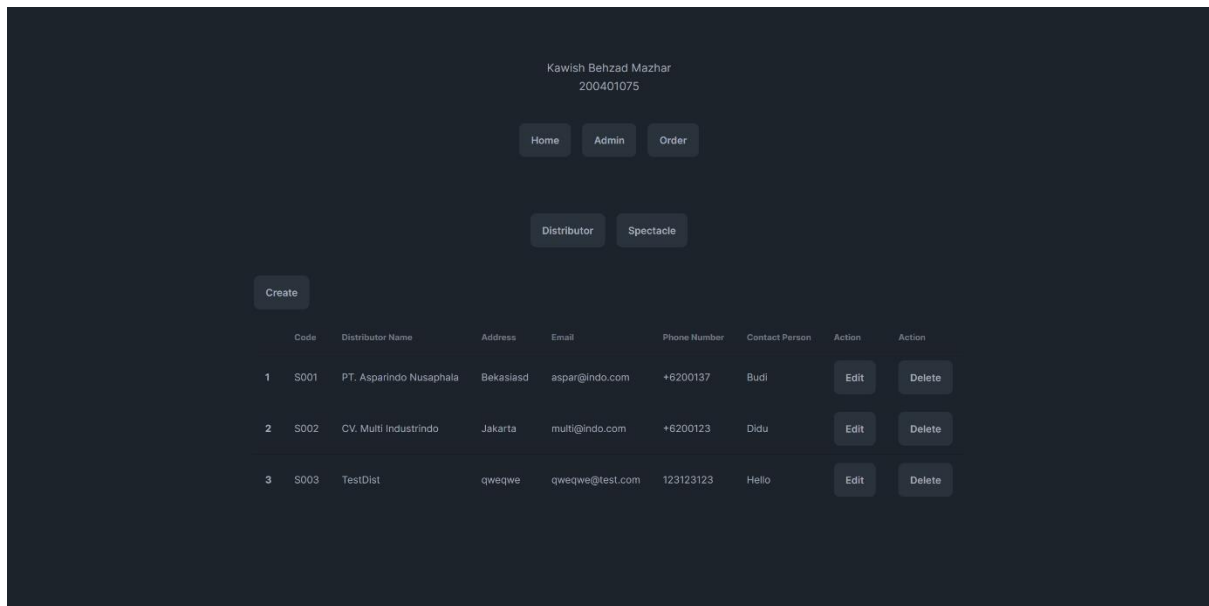 Kawish Behzad Mazhar
200401075
Home Admin Order
Distributor Spectacle
Create
Code Distributor Name Address Email Phone Number Contact Person Action Action
1 S001 PT. Asparindo Nusaphala Bekasiasd aspar@indo.com +6200137 Budi Edit Delete
2 S002 CV. Multi Industrindo Jakarta multi@indo.com +6200123 Didu Edit Delete
3 S003 TestDist qweqwe qweqwe@test.com 123123123 Hello Edit Delete